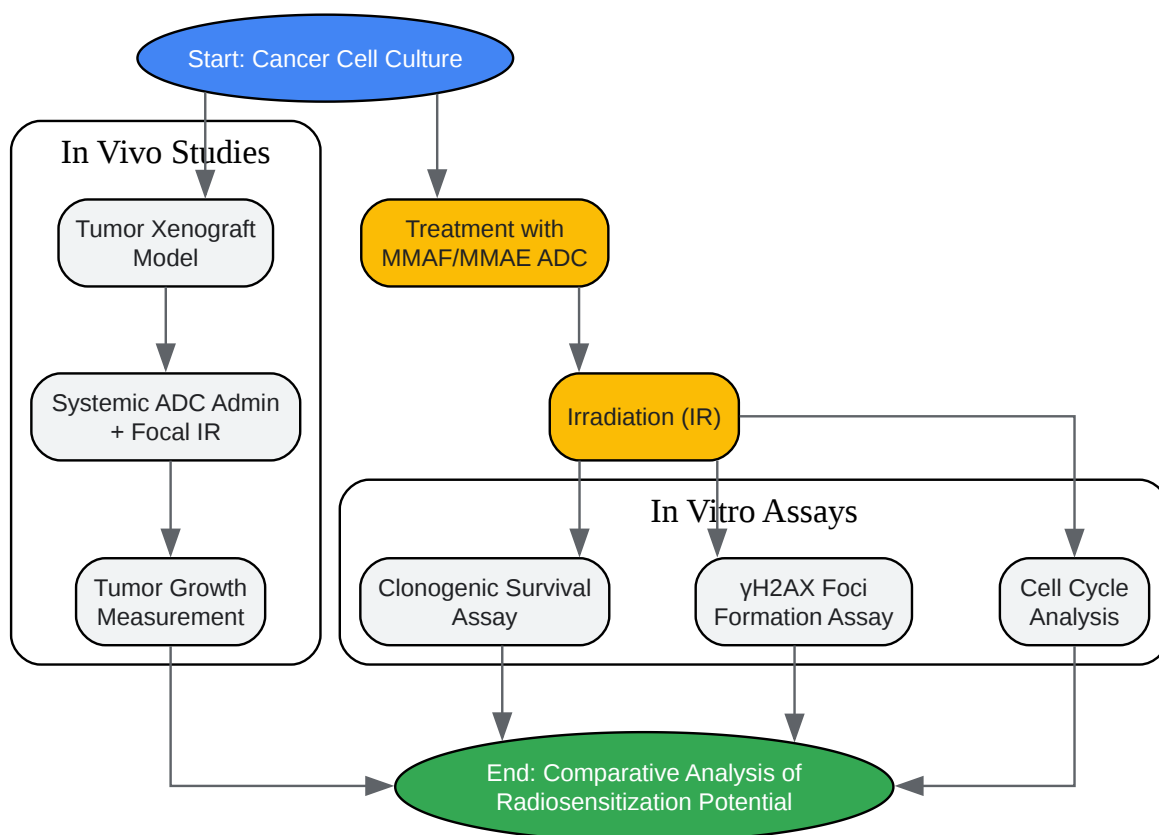 Start: Cancer Cell Culture
In Vivo Studies
Tumor Xenograft
Model
Treatment with
MMAF/MMAE ADC
Systemic ADC Admin
+ Focal IR
Irradiation (IR)
In Vitro Assays
Tumor Growth
Measurement
Clonogenic Survival
Assay
γH2AX Foci
Formation Assay
Cell Cycle
Analysis
End: Comparative Analysis of
Radiosensitization Potential